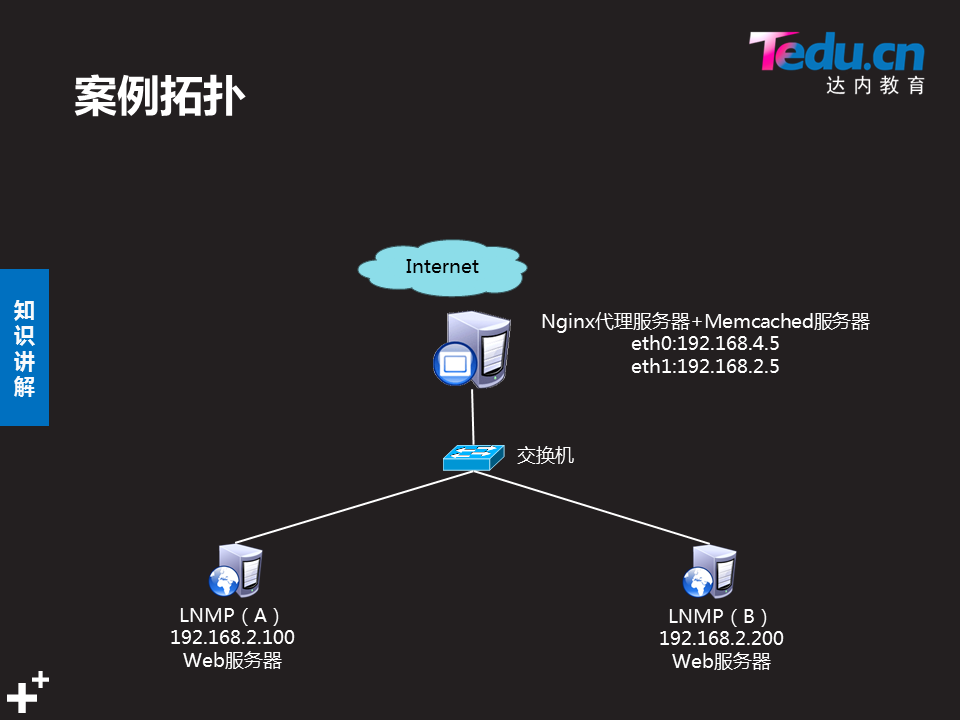 Tedu.cn
达内教育
案例拓扑
知识讲解
Internet
Nginx代理服务器+Memcached服务器
eth0:192.168.4.5
eth1:192.168.2.5
交换机
LNMP（A）
192.168.2.100
Web服务器
LNMP（B）
192.168.2.200
Web服务器